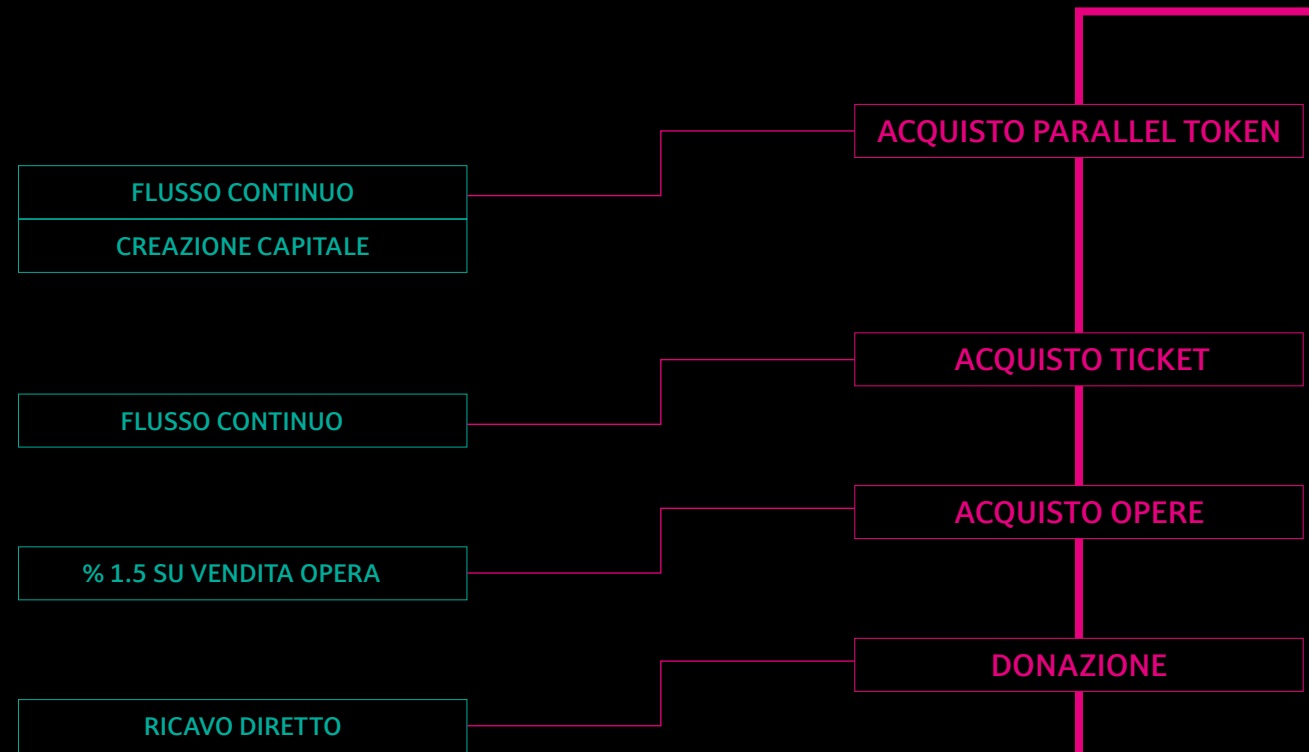 ACQUISTO PARALLEL TOKEN
FLUSSO CONTINUO
CREAZIONE CAPITALE
ACQUISTO TICKET
FLUSSO CONTINUO
ACQUISTO OPERE
% 1.5 SU VENDITA OPERA
DONAZIONE
RICAVO DIRETTO